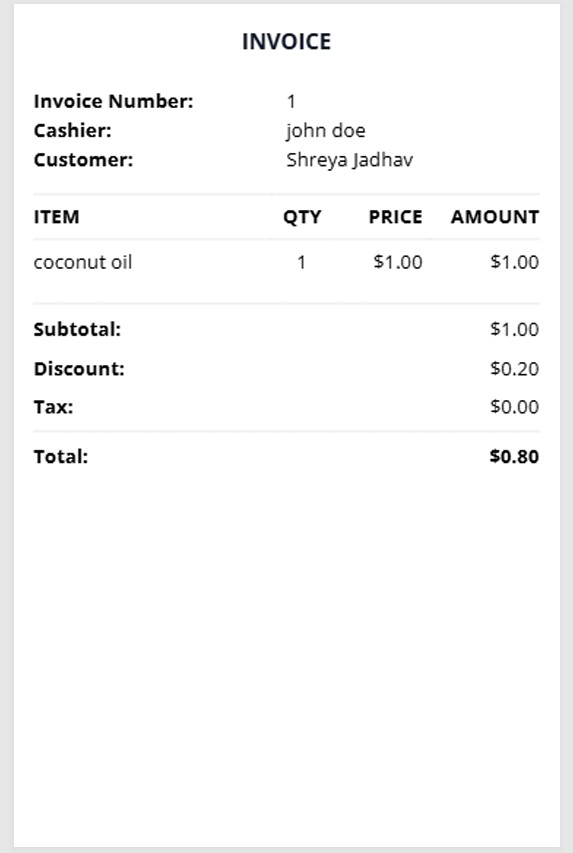 INVOICE
Invoice Number: 1
Cashier: john doe
Customer: Shreya Jadhav
ITEM QTY PRICE AMOUNT
coconut oil 1 $1.00 $1.00
Subtotal: $1.00
Discount: $0.20
Tax: $0.00
Total: $0.80